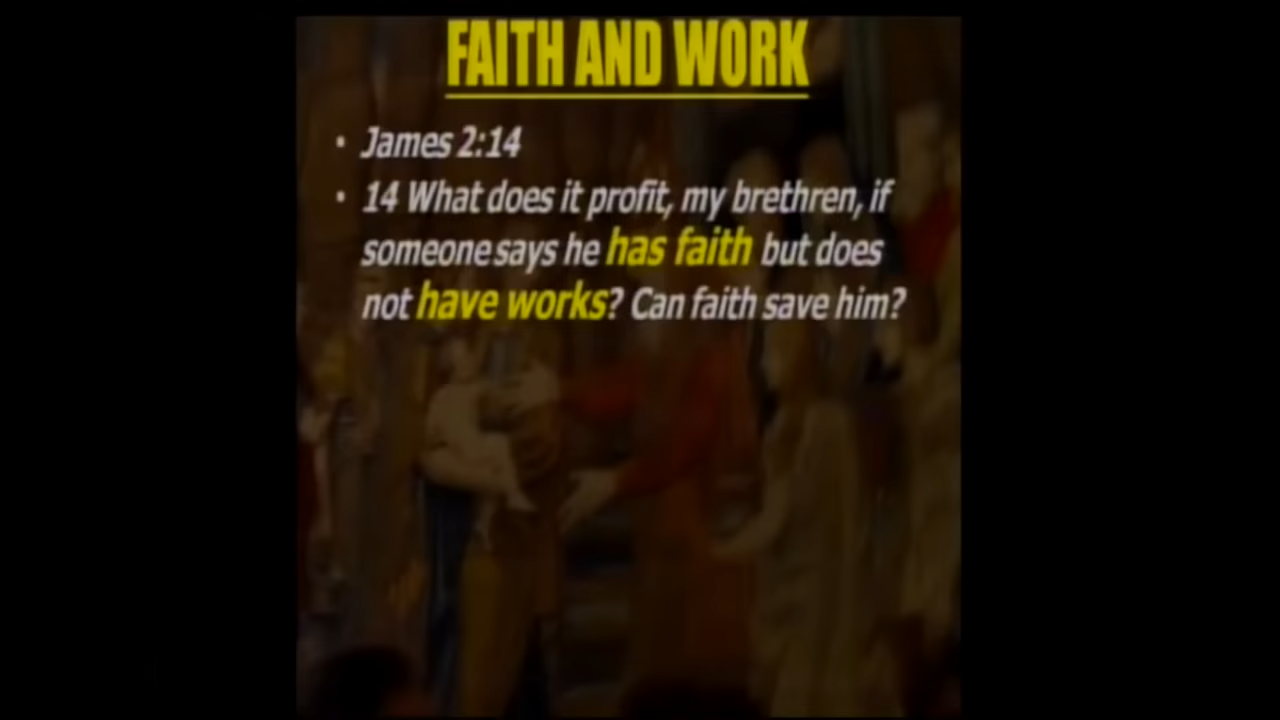 FAITH AND WORK
• James 2:14
• 14 What does it profit, my brethren, if
someone says he has faith but does
not have works? Can faith save him?